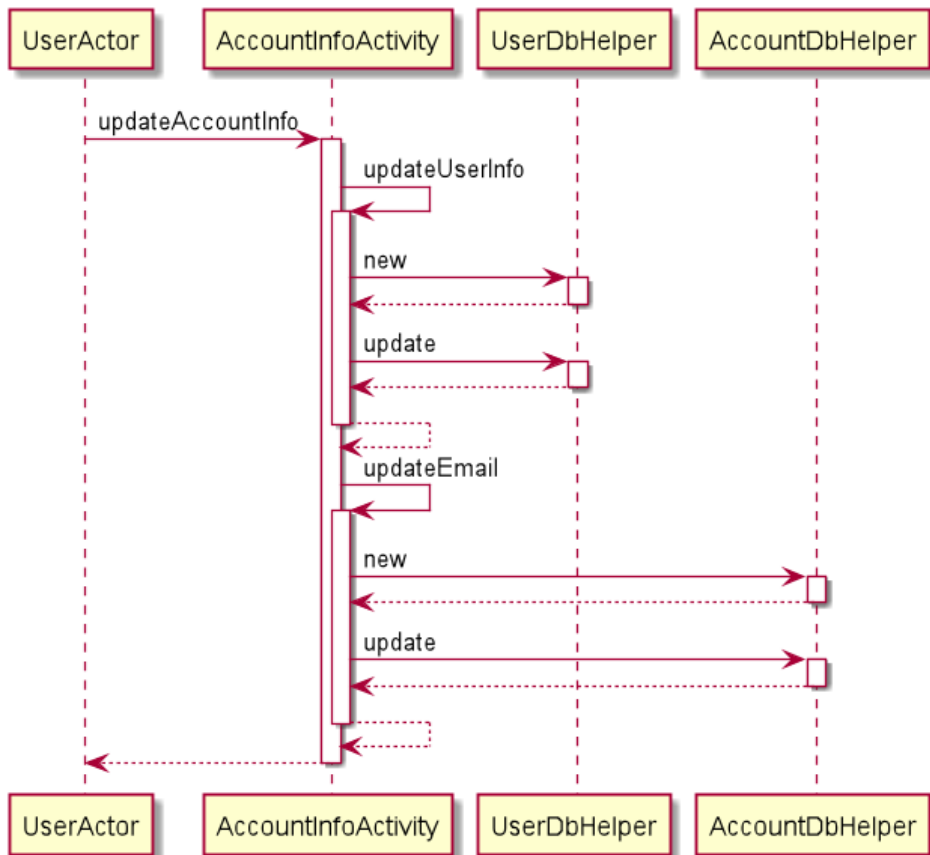 UserActor
AccountInfoActivity
UserDbHelper
AccountDbHelper
updateAccountInfo
updateUserInfo
new
update
updateEmail
new
update
UserActor
AccountInfoActivity
UserDbHelper
AccountDbHelper